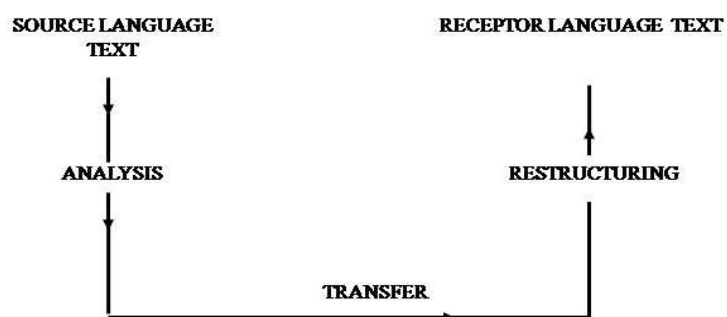 SOURCE LANGUAGE
TEXT
RECEPTOR LANGUAGE TEXT
ANALYSIS
RESTRUCTURING
TRANSFER